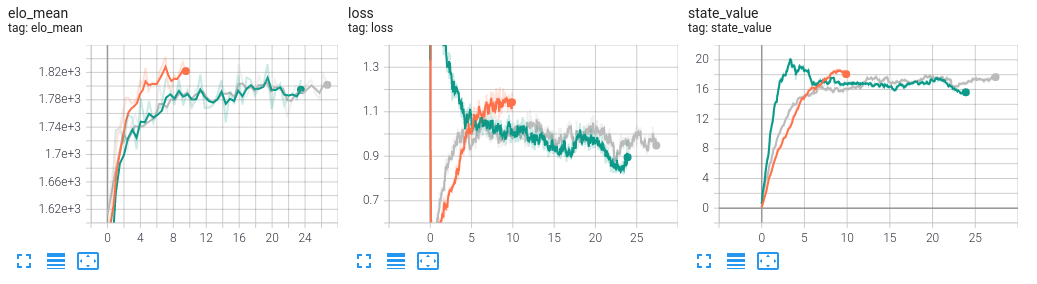 elo_mean
tag: elo_mean
1.82e+3
1.78e+3
1.74e+3
1.7e+3
1.66e+3
1.62e+3
0 4 8 12 16 20 24
loss
tag: loss
1.3
1.1
0.9
0.7
0 5 10 15 20 25
state_value
tag: state_value
20
16
12
8
4
0
0 5 10 15 20 25